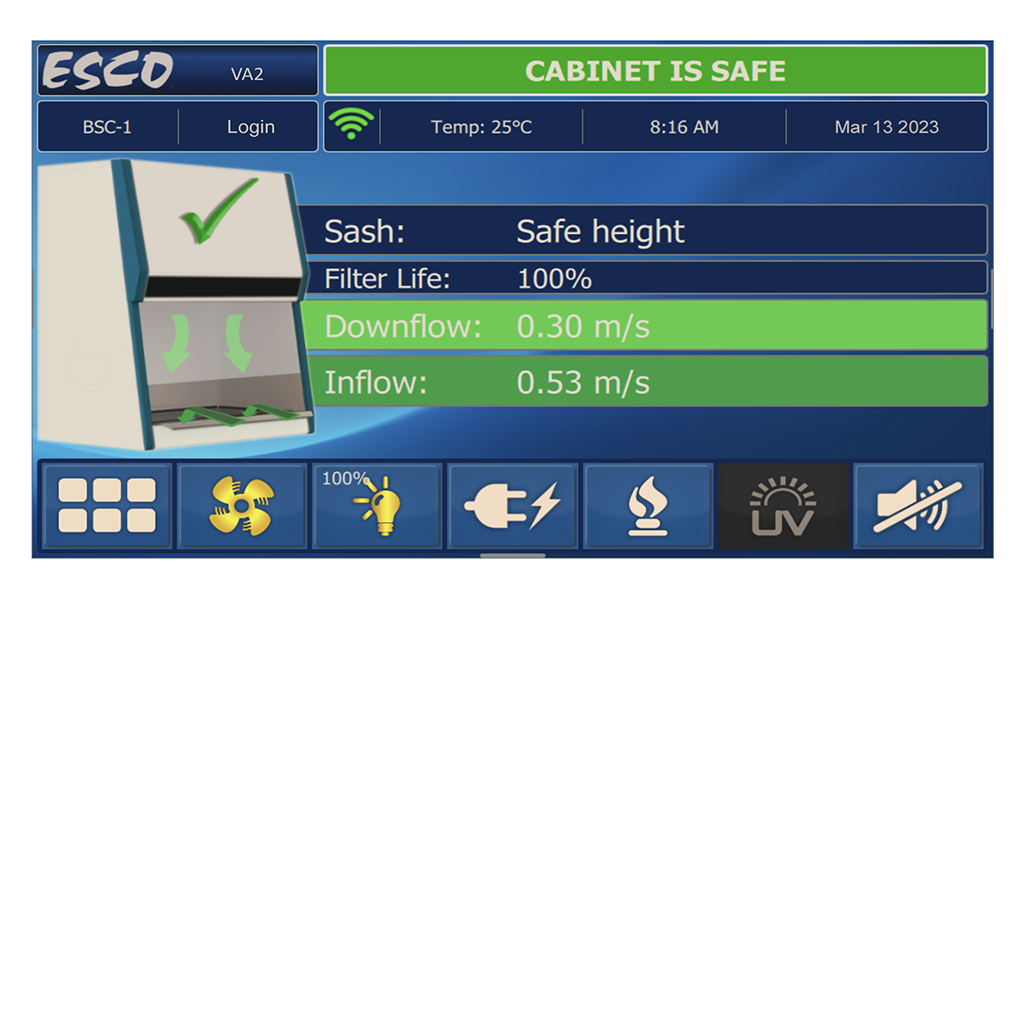 ESCO VA2 CABINET IS SAFE
BSC-1 Login Temp: 25°C 8:16 AM Mar 13 2023
Sash: Safe height
Filter Life: 100%
Downflow: 0.30 m/s
Inflow: 0.53 m/s
100%
UV